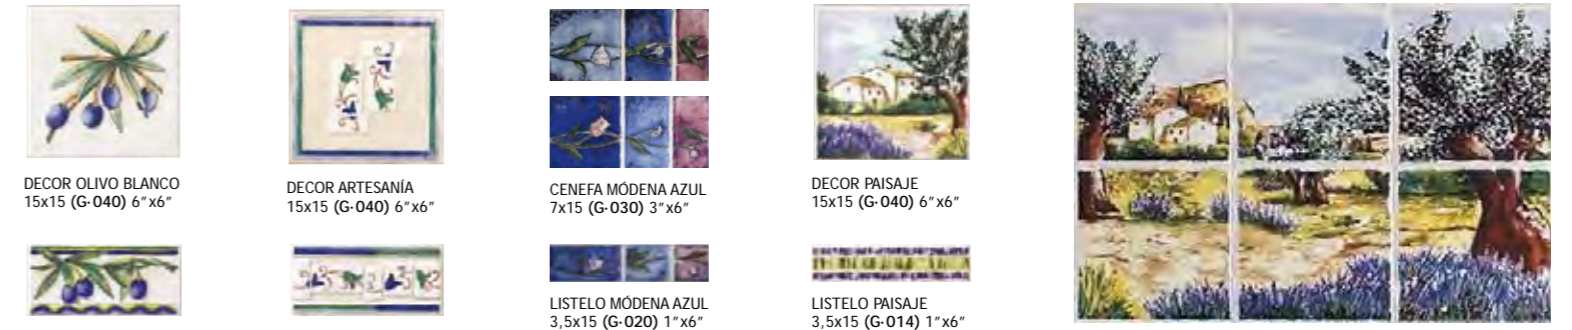 DECOR OLIVO BLANCO
15x15 (G·040) 6”x6”
DECOR ARTESANÍA
15x15 (G·040) 6”x6”
CENEFA MÓDENA AZUL
7x15 (G·030) 3”x6”
DECOR PAISAJE
15x15 (G·040) 6”x6”
LISTELO MÓDENA AZUL
3,5x15 (G·020) 1”x6”
LISTELO PAISAJE
3,5x15 (G·014) 1”x6”